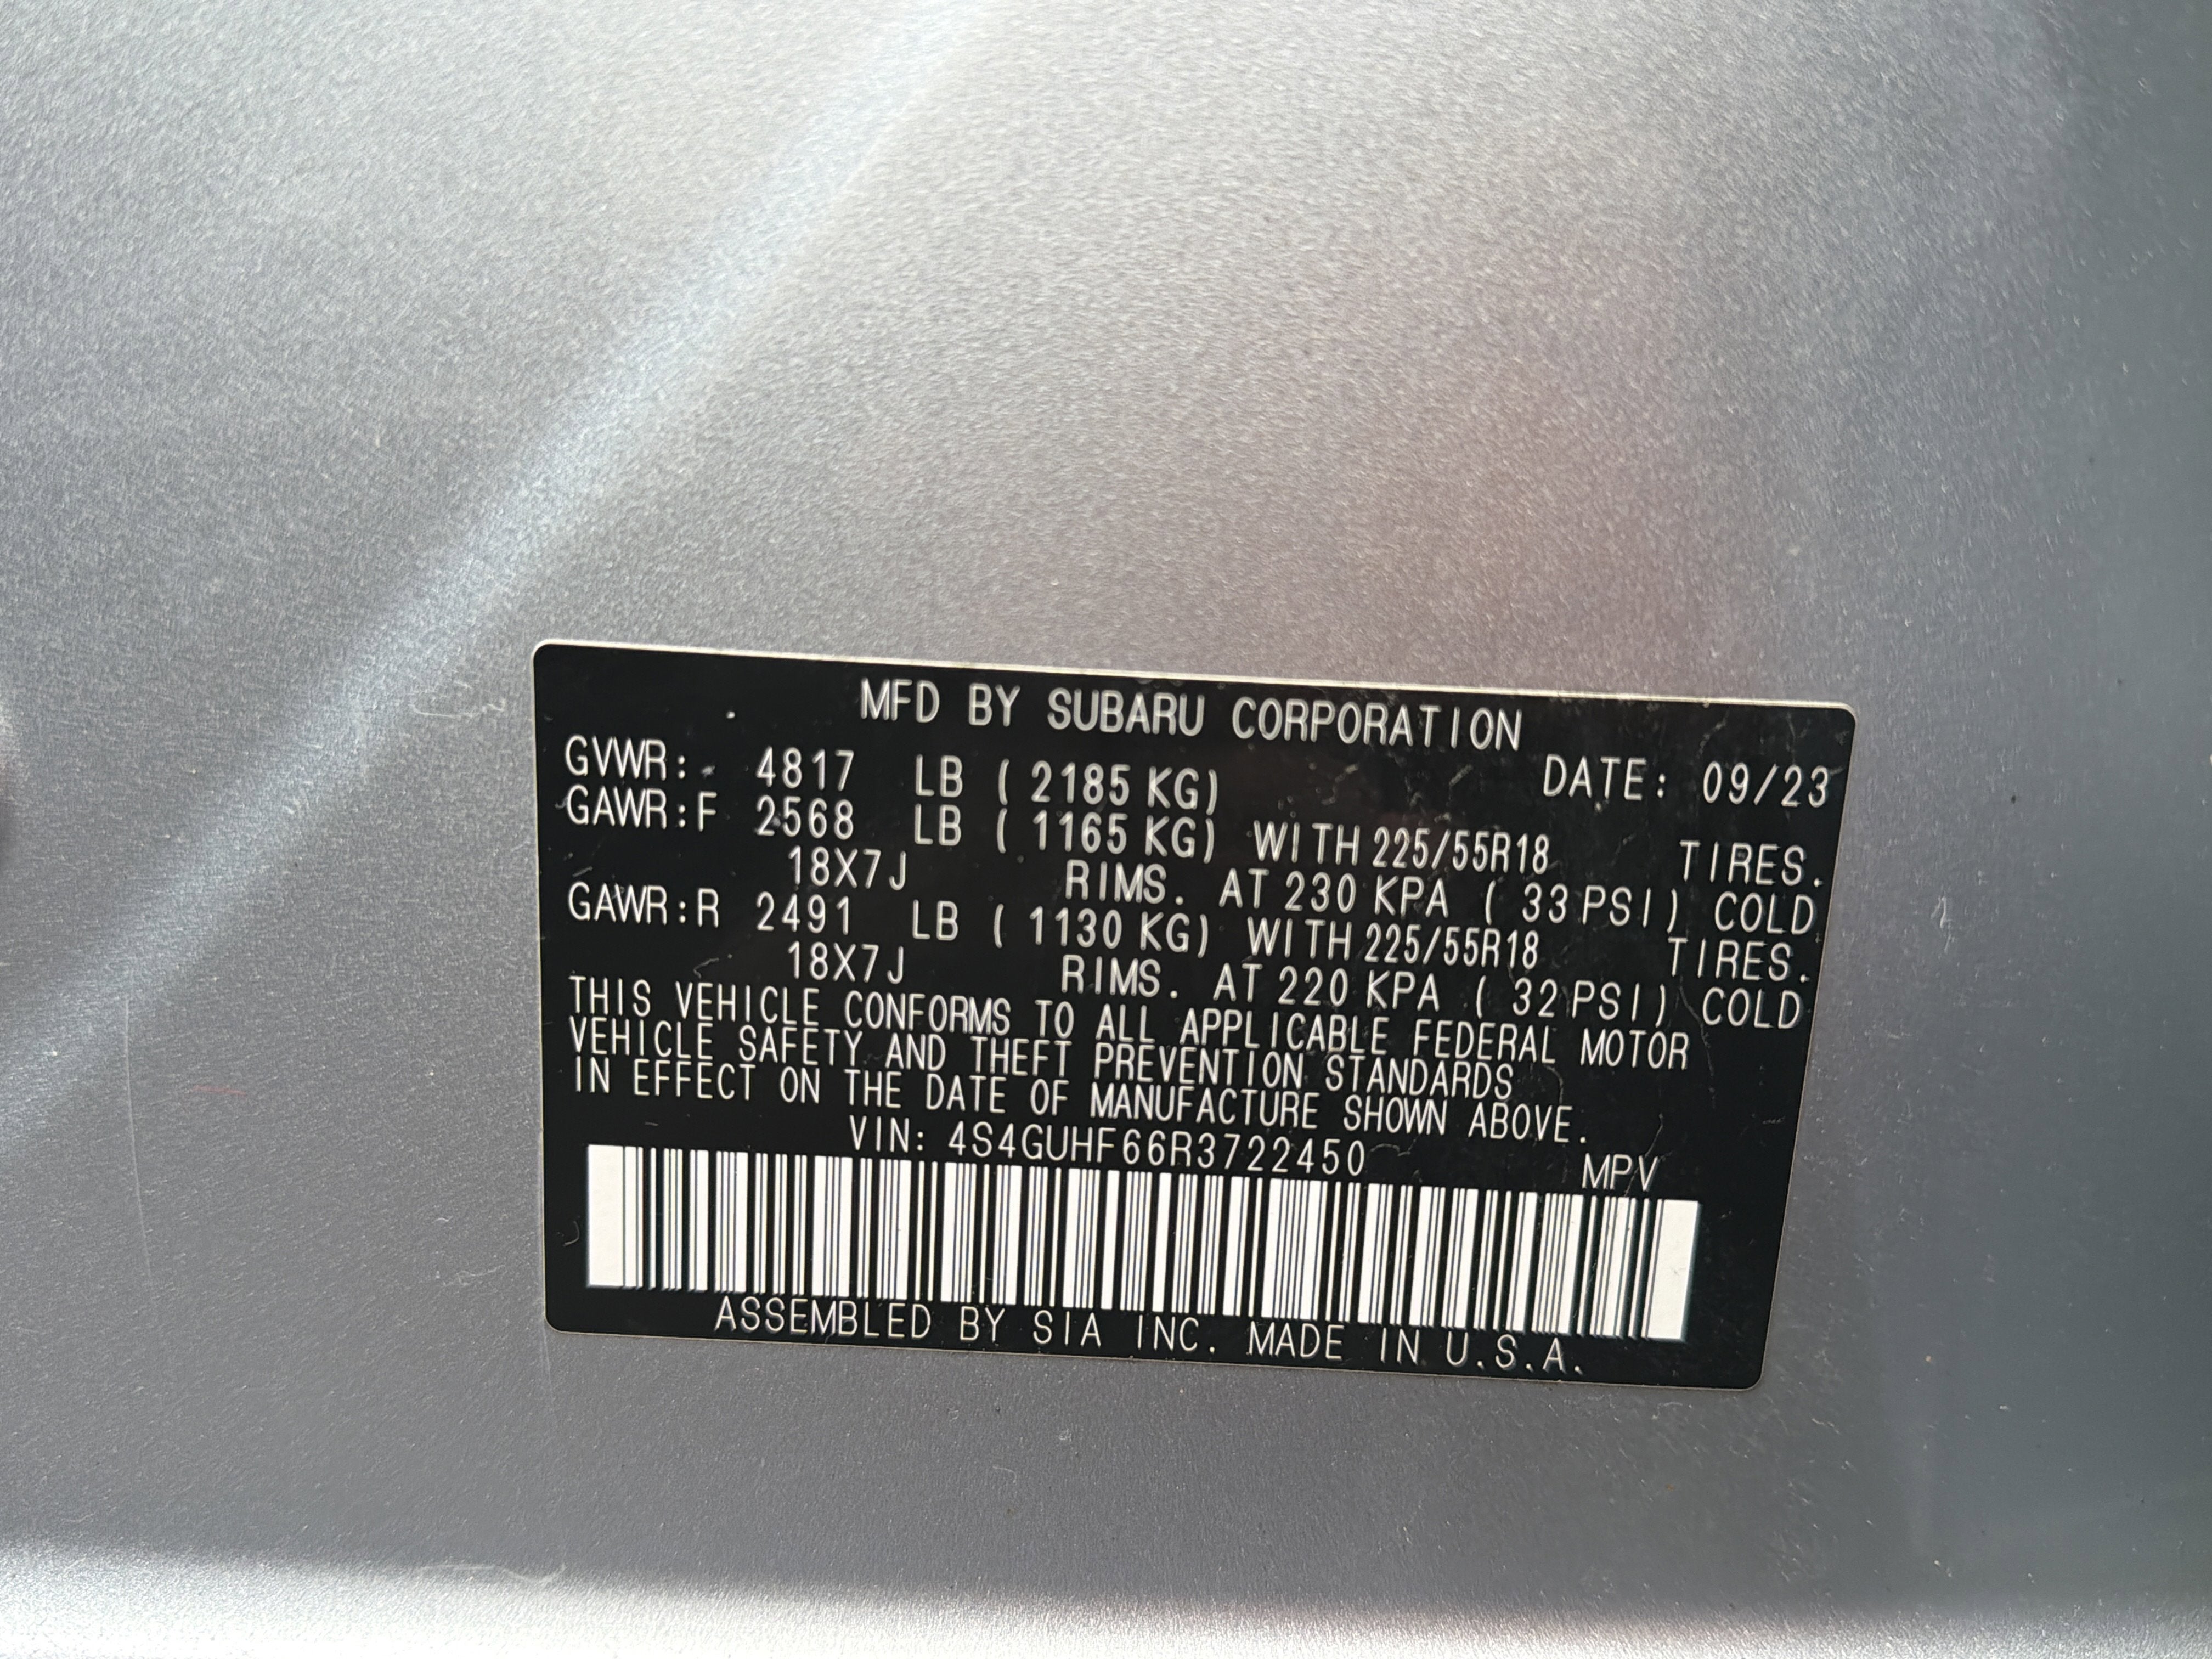 MFD BY SUBARU CORPORATION
GVWR: 4817 LB ( 2185 KG) DATE: 09/23
GAWR:F 2568 LB ( 1165 KG) WITH 225/55R18 TIRES.
18X7J RIMS. AT 230 KPA ( 33 PSI) COLD
GAWR:R 2491 LB ( 1130 KG) WITH 225/55R18 TIRES.
18X7J RIMS. AT 220 KPA ( 32 PSI) COLD
THIS VEHICLE CONFORMS TO ALL APPLICABLE FEDERAL MOTOR
VEHICLE SAFETY AND THEFT PREVENTION STANDARDS
IN EFFECT ON THE DATE OF MANUFACTURE SHOWN ABOVE.
VIN: 4S4GUHF66R3722450 MPV
ASSEMBLED BY SIA INC. MADE IN U.S.A.